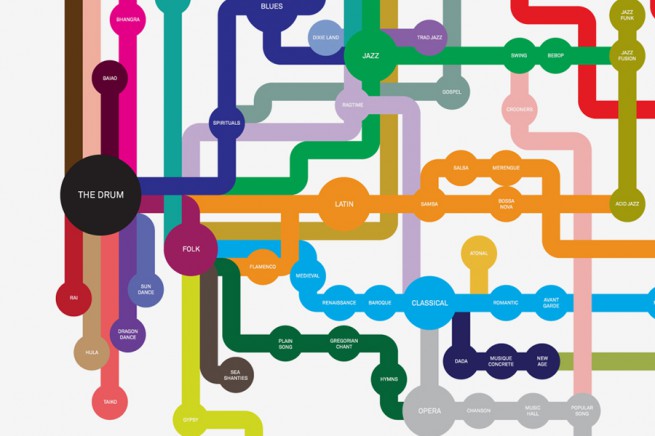 BLUES
JAZZ
FUNK
BHANGRA
DIXIE LAND
TRAD JAZZ
JAZZ
SWING
BEBOP
JAZZ
FUSION
BAIAO
GOSPEL
RAGTIME
CROONERS
SPIRITUALS
SALSA
MERENGUE
THE DRUM
LATIN
SAMBA
BOSSA
NOVA
ACID JAZZ
FOLK
ATONAL
FLAMENCO
MEDIEVAL
SUN
DANCE
RAI
RENAISSANCE
BAROQUE
CLASSICAL
ROMANTIC
AVANT
GARDE
DRAGON
DANCE
PLAIN
SONG
GREGORIAN
CHANT
HULA
DADA
MUSIQUE
CONCRETE
NEW
AGE
SEA
SHANTIES
HYMNS
TAIKO
OPERA
CHANSON
MUSIC
HALL
POPULAR
SONG
GYPSY